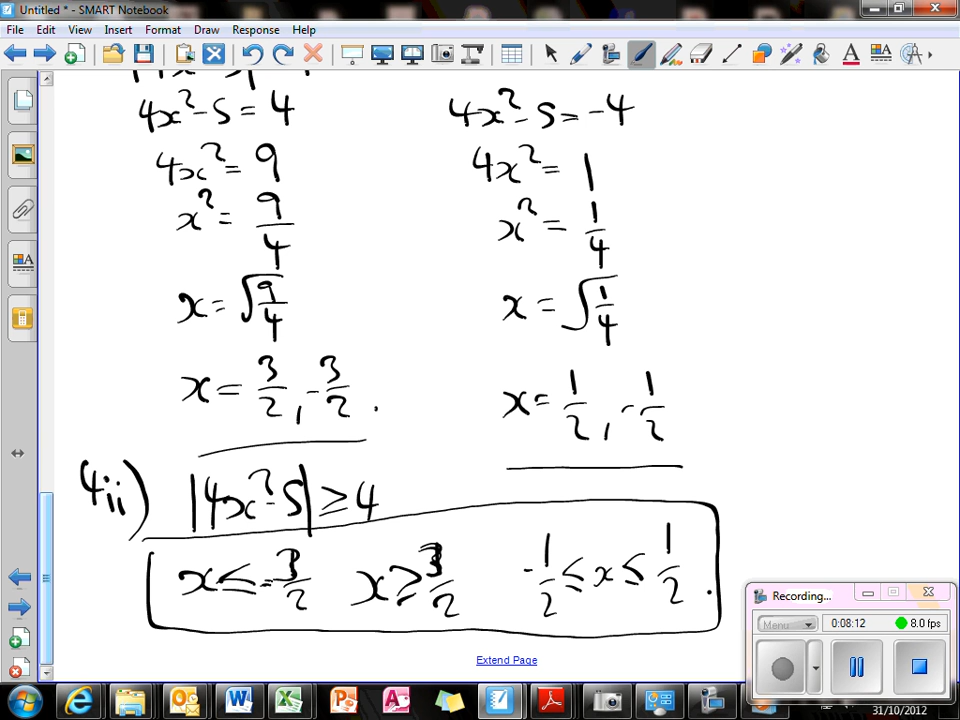 Untitled * - SMART Notebook
File Edit View Insert Format Draw Response Help
4x² - 5 = 4
4x² = 9
x² = 9/4
x = √9/4
x = 3/2, -3/2.
4x² - 5 = -4
4x² = 1
x² = 1/4
x = √1/4
x = 1/2, -1/2
4ii) |4x² - 5| ≥ 4
x ≤ -3/2 x ≥ 3/2 -1/2 ≤ x ≤ 1/2.
Extend Page
Recording...
Menu 0:08:12 8.0 fps
31/10/2012